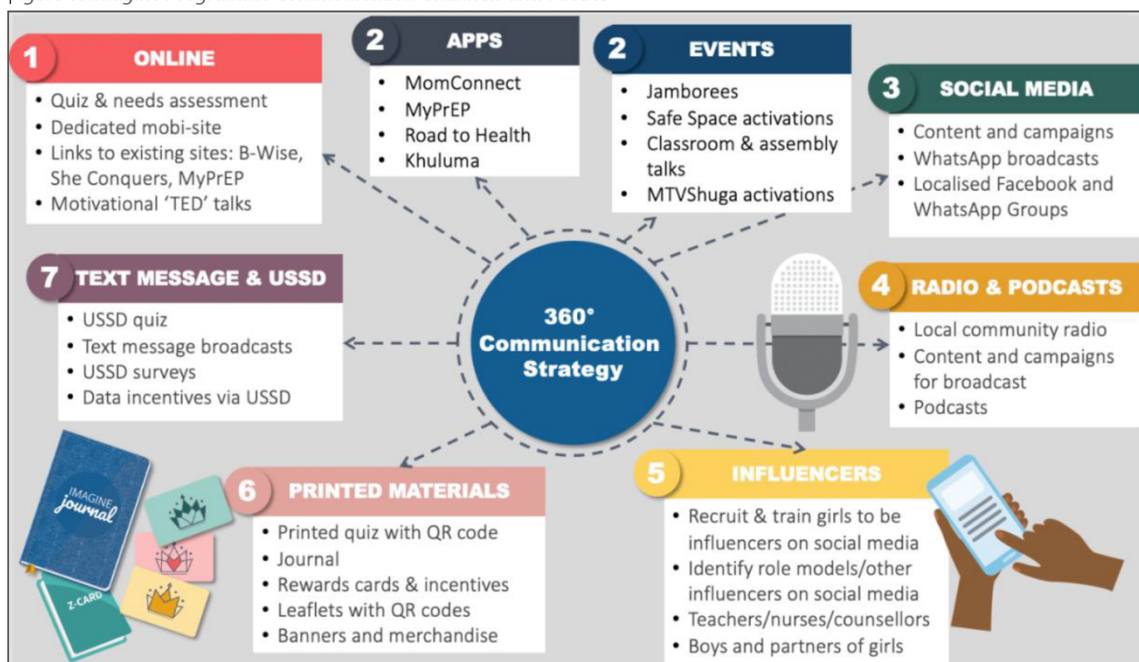 1 ONLINE
• Quiz & needs assessment
• Dedicated mobi-site
• Links to existing sites: B-Wise,
She Conquers, MyPrEP
• Motivational ‘TED’ talks
2 APPS
• MomConnect
• MyPrEP
• Road to Health
• Khuluma
2 EVENTS
• Jamborees
• Safe Space activations
• Classroom & assembly
talks
• MTVShuga activations
3 SOCIAL MEDIA
• Content and campaigns
• WhatsApp broadcasts
• Localised Facebook and
WhatsApp Groups
7 TEXT MESSAGE & USSD
• USSD quiz
• Text message broadcasts
• USSD surveys
• Data incentives via USSD
360°
Communication
Strategy
4 RADIO & PODCASTS
• Local community radio
• Content and campaigns
for broadcast
• Podcasts
IMAGINE
journal
Z-CARD
6 PRINTED MATERIALS
• Printed quiz with QR code
• Journal
• Rewards cards & incentives
• Leaflets with QR codes
• Banners and merchandise
5 INFLUENCERS
• Recruit & train girls to be
influencers on social media
• Identify role models/other
influencers on social media
• Teachers/nurses/counsellors
• Boys and partners of girls